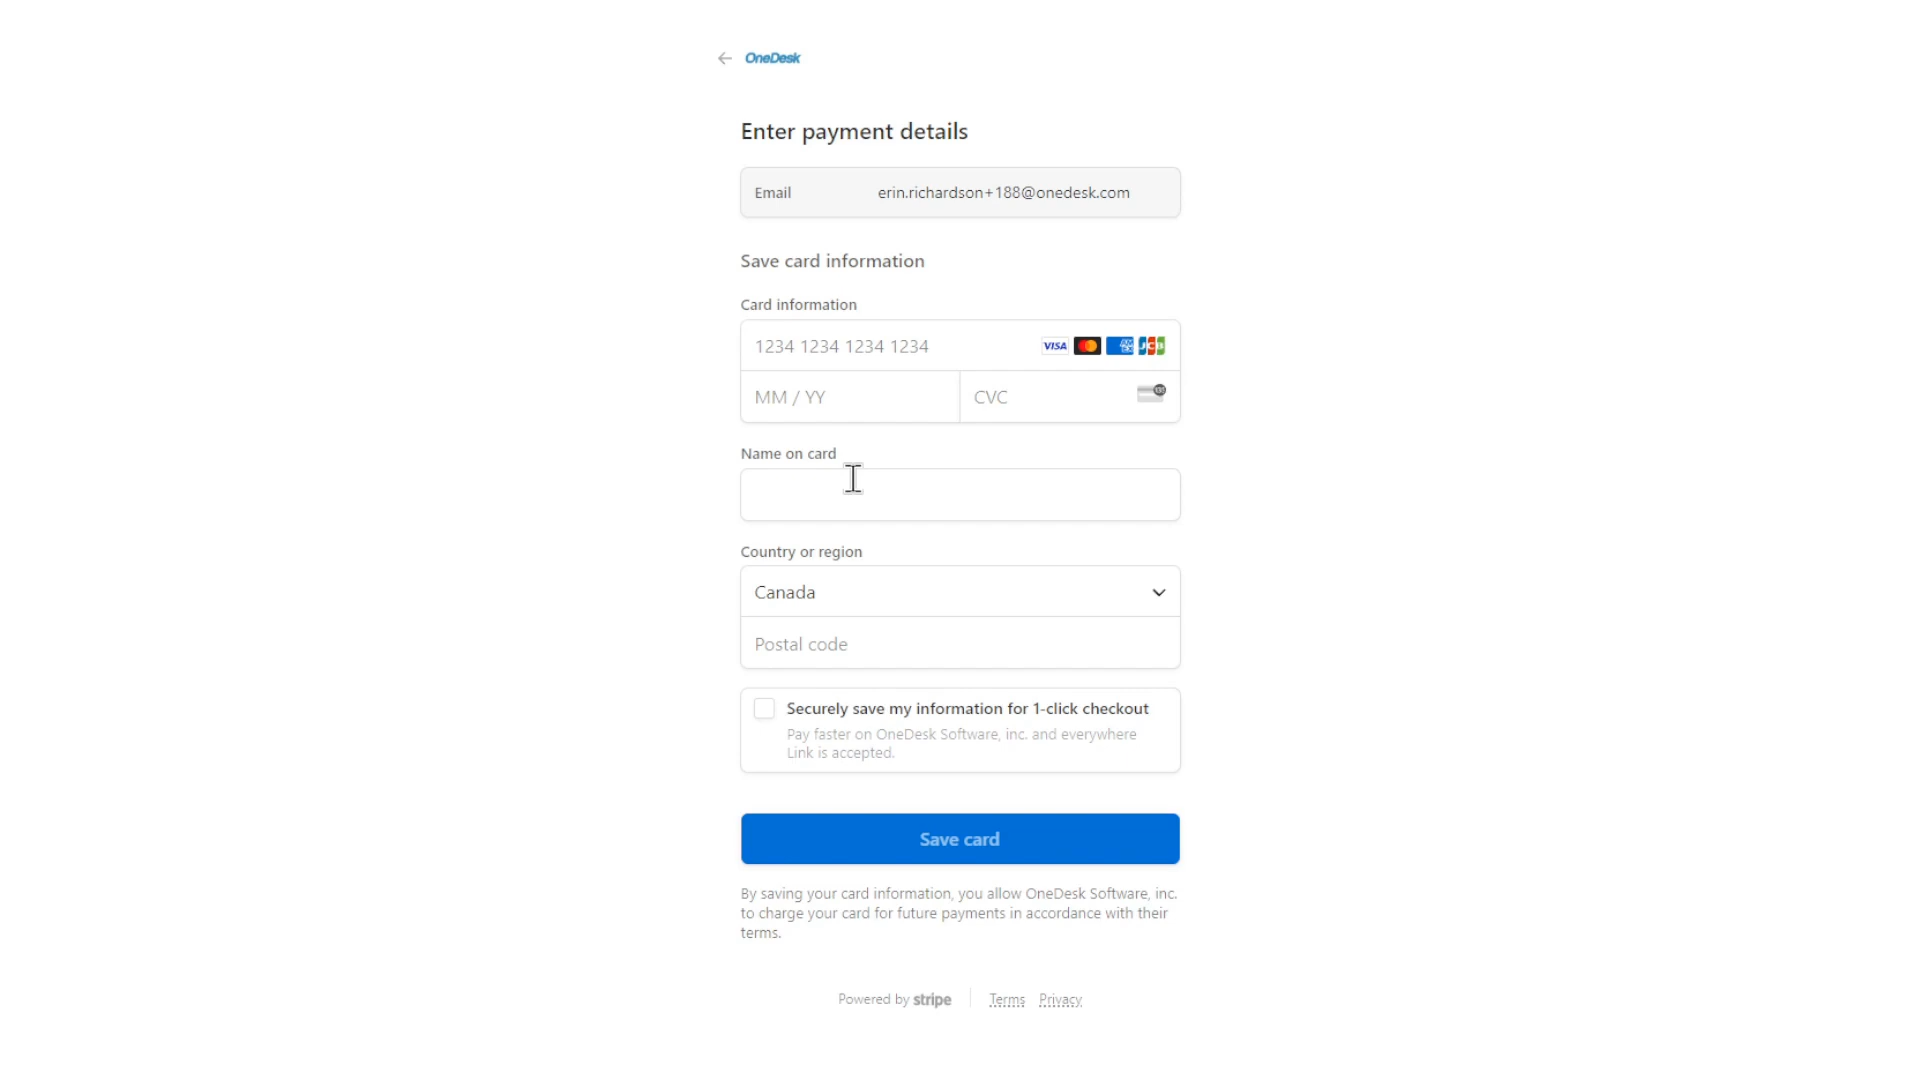 OneDesk
Enter payment details
Email erin.richardson+188@onedesk.com
Save card information
Card information
1234 1234 1234 1234 VISA AMEX JCB
MM / YY CVC
Name on card
Country or region
Canada
Postal code
Securely save my information for 1-click checkout
Pay faster on OneDesk Software, inc. and everywhere
Link is accepted.
Save card
By saving your card information, you allow OneDesk Software, inc.
to charge your card for future payments in accordance with their
terms.
Powered by stripe Terms Privacy